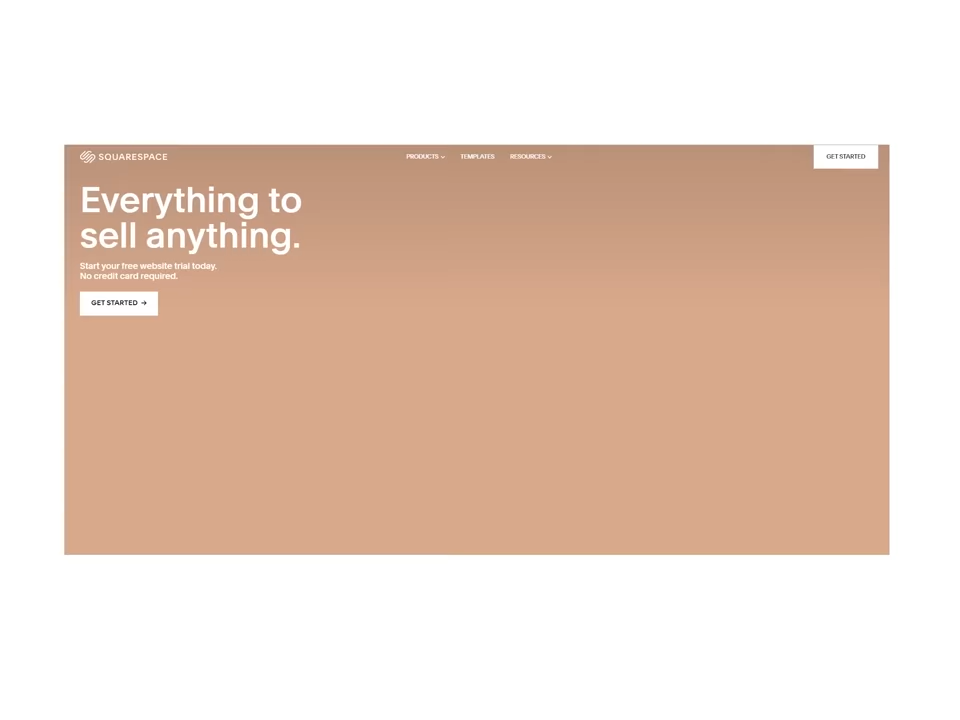 SQUARESPACE
PRODUCTS
TEMPLATES
RESOURCES
GET STARTED
Everything to
sell anything.
Start your free website trial today.
No credit card required.
GET STARTED →